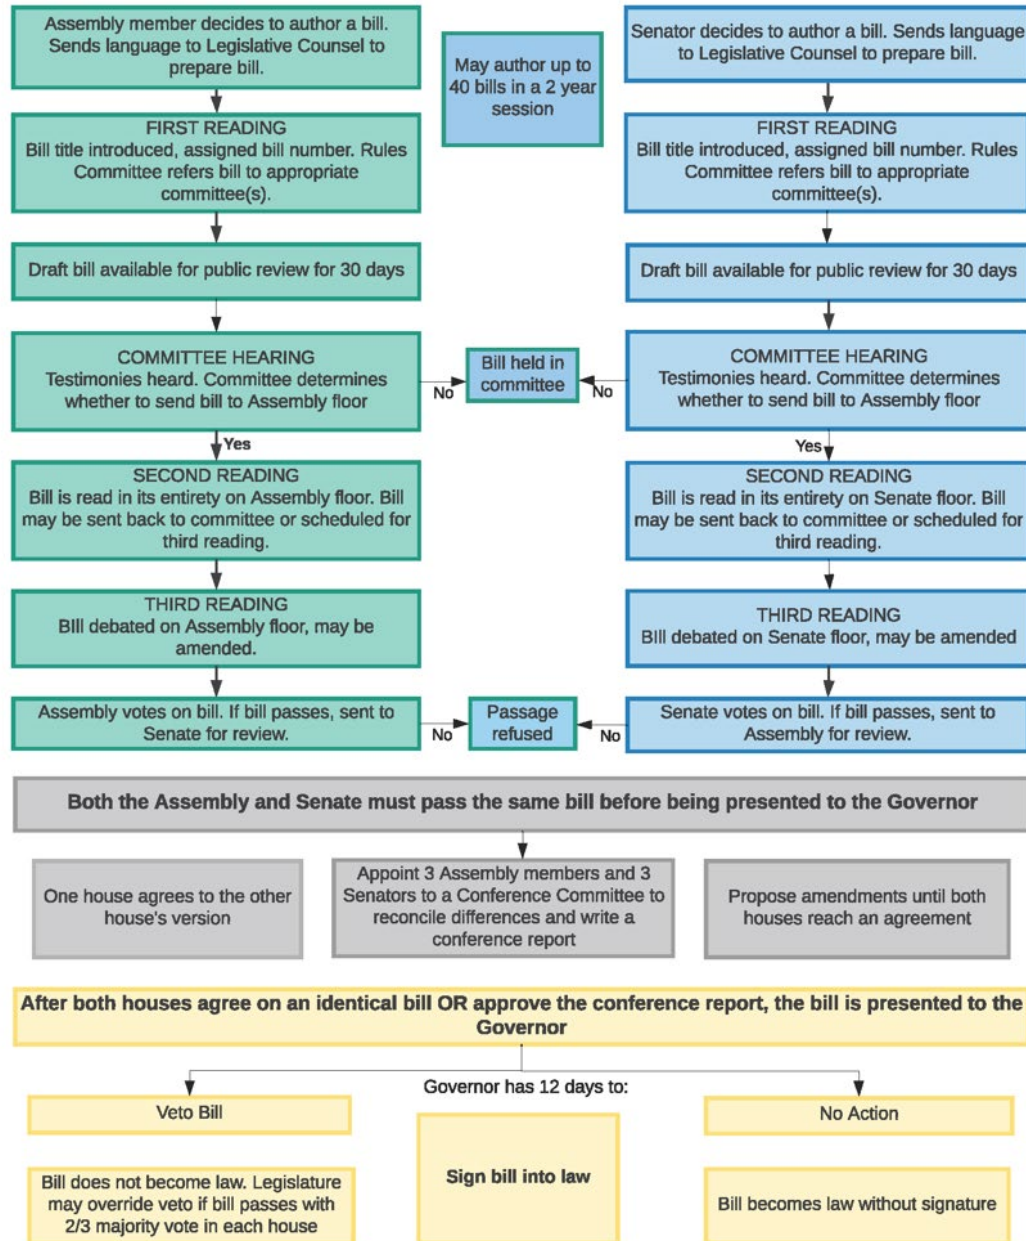 Assembly member decides to author a bill.
Sends language to Legislative Counsel to
prepare bill.
May author up to
40 bills in a 2 year
session
Senator decides to author a bill. Sends language
to Legislative Counsel to prepare bill.
FIRST READING
Bill title introduced, assigned bill number. Rules
Committee refers bill to appropriate
committee(s).
FIRST READING
Bill title introduced, assigned bill number. Rules
Committee refers bill to appropriate
committee(s).
Draft bill available for public review for 30 days
Draft bill available for public review for 30 days
COMMITTEE HEARING
Testimonies heard. Committee determines
whether to send bill to Assembly floor
No
Bill held in
committee
No
COMMITTEE HEARING
Testimonies heard. Committee determines
whether to send bill to Assembly floor
Yes
Yes
SECOND READING
Bill is read in its entirety on Assembly floor. Bill
may be sent back to committee or scheduled for
third reading.
SECOND READING
Bill is read in its entirety on Senate floor. Bill
may be sent back to committee or scheduled for
third reading.
THIRD READING
BIll debated on Assembly floor, may be
amended.
THIRD READING
BIll debated on Senate floor, may be amended
Assembly votes on bill. If bill passes, sent to
Senate for review.
No
Passage
refused
No
Senate votes on bill. If bill passes, sent to
Assembly for review.
Both the Assembly and Senate must pass the same bill before being presented to the Governor
One house agrees to the other
house's version
Appoint 3 Assembly members and 3
Senators to a Conference Committee to
reconcile differences and write a
conference report
Propose amendments until both
houses reach an agreement
After both houses agree on an identical bill OR approve the conference report, the bill is presented to the
Governor
Governor has 12 days to:
Veto Bill
Bill does not become law. Legislature
may override veto if bill passes with
2/3 majority vote in each house
Sign bill into law
No Action
Bill becomes law without signature